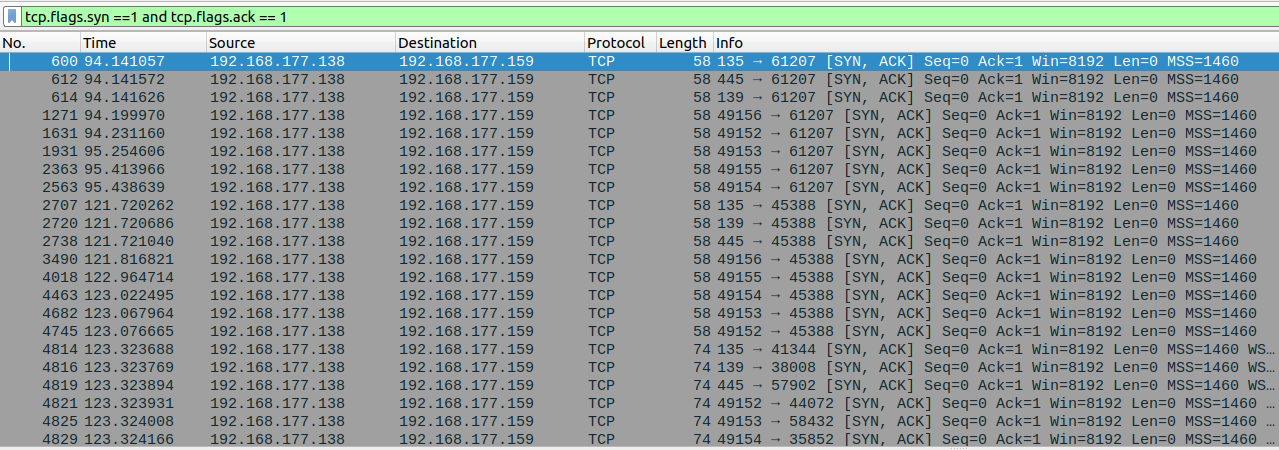 tcp.flags.syn ==1 and tcp.flags.ack == 1
No. Time Source Destination Protocol Length Info
600 94.141057 192.168.177.138 192.168.177.159 TCP 58 135 → 61207 [SYN, ACK] Seq=0 Ack=1 Win=8192 Len=0 MSS=1460
612 94.141572 192.168.177.138 192.168.177.159 TCP 58 445 → 61207 [SYN, ACK] Seq=0 Ack=1 Win=8192 Len=0 MSS=1460
614 94.141626 192.168.177.138 192.168.177.159 TCP 58 139 → 61207 [SYN, ACK] Seq=0 Ack=1 Win=8192 Len=0 MSS=1460
1271 94.199970 192.168.177.138 192.168.177.159 TCP 58 49156 → 61207 [SYN, ACK] Seq=0 Ack=1 Win=8192 Len=0 MSS=1460
1631 94.231160 192.168.177.138 192.168.177.159 TCP 58 49152 → 61207 [SYN, ACK] Seq=0 Ack=1 Win=8192 Len=0 MSS=1460
1931 95.254606 192.168.177.138 192.168.177.159 TCP 58 49153 → 61207 [SYN, ACK] Seq=0 Ack=1 Win=8192 Len=0 MSS=1460
2363 95.413966 192.168.177.138 192.168.177.159 TCP 58 49155 → 61207 [SYN, ACK] Seq=0 Ack=1 Win=8192 Len=0 MSS=1460
2563 95.438639 192.168.177.138 192.168.177.159 TCP 58 49154 → 61207 [SYN, ACK] Seq=0 Ack=1 Win=8192 Len=0 MSS=1460
2707 121.720262 192.168.177.138 192.168.177.159 TCP 58 135 → 45388 [SYN, ACK] Seq=0 Ack=1 Win=8192 Len=0 MSS=1460
2720 121.720686 192.168.177.138 192.168.177.159 TCP 58 139 → 45388 [SYN, ACK] Seq=0 Ack=1 Win=8192 Len=0 MSS=1460
2738 121.721040 192.168.177.138 192.168.177.159 TCP 58 445 → 45388 [SYN, ACK] Seq=0 Ack=1 Win=8192 Len=0 MSS=1460
3490 121.816821 192.168.177.138 192.168.177.159 TCP 58 49156 → 45388 [SYN, ACK] Seq=0 Ack=1 Win=8192 Len=0 MSS=1460
4018 122.964714 192.168.177.138 192.168.177.159 TCP 58 49155 → 45388 [SYN, ACK] Seq=0 Ack=1 Win=8192 Len=0 MSS=1460
4463 123.022495 192.168.177.138 192.168.177.159 TCP 58 49154 → 45388 [SYN, ACK] Seq=0 Ack=1 Win=8192 Len=0 MSS=1460
4682 123.067964 192.168.177.138 192.168.177.159 TCP 58 49153 → 45388 [SYN, ACK] Seq=0 Ack=1 Win=8192 Len=0 MSS=1460
4745 123.076665 192.168.177.138 192.168.177.159 TCP 58 49152 → 45388 [SYN, ACK] Seq=0 Ack=1 Win=8192 Len=0 MSS=1460
4814 123.323688 192.168.177.138 192.168.177.159 TCP 74 135 → 41344 [SYN, ACK] Seq=0 Ack=1 Win=8192 Len=0 MSS=1460 WS…
4816 123.323769 192.168.177.138 192.168.177.159 TCP 74 139 → 38008 [SYN, ACK] Seq=0 Ack=1 Win=8192 Len=0 MSS=1460 WS…
4819 123.323894 192.168.177.138 192.168.177.159 TCP 74 445 → 57902 [SYN, ACK] Seq=0 Ack=1 Win=8192 Len=0 MSS=1460 WS…
4821 123.323931 192.168.177.138 192.168.177.159 TCP 74 49152 → 44072 [SYN, ACK] Seq=0 Ack=1 Win=8192 Len=0 MSS=1460 …
4825 123.324008 192.168.177.138 192.168.177.159 TCP 74 49153 → 58432 [SYN, ACK] Seq=0 Ack=1 Win=8192 Len=0 MSS=1460 …
4829 123.324166 192.168.177.138 192.168.177.159 TCP 74 49154 → 35852 [SYN, ACK] Seq=0 Ack=1 Win=8192 Len=0 MSS=1460 …